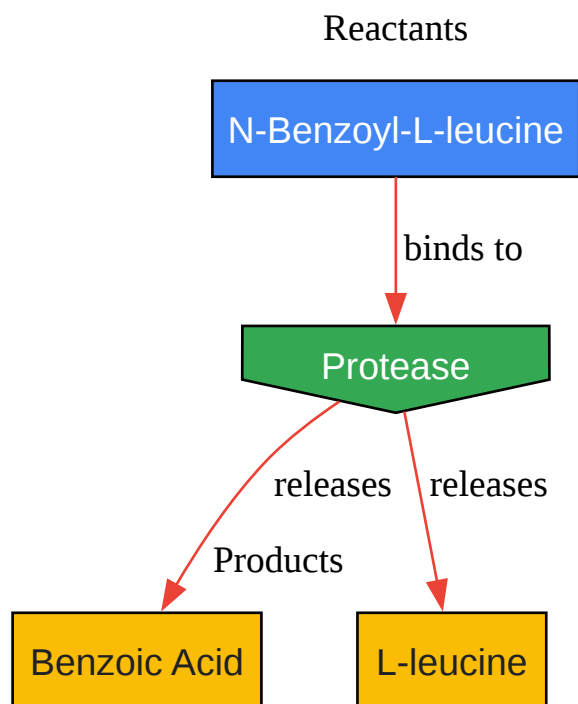 Reactants
N-Benzoyl-L-leucine
binds to
Protease
releases
releases
Products
Benzoic Acid
L-leucine